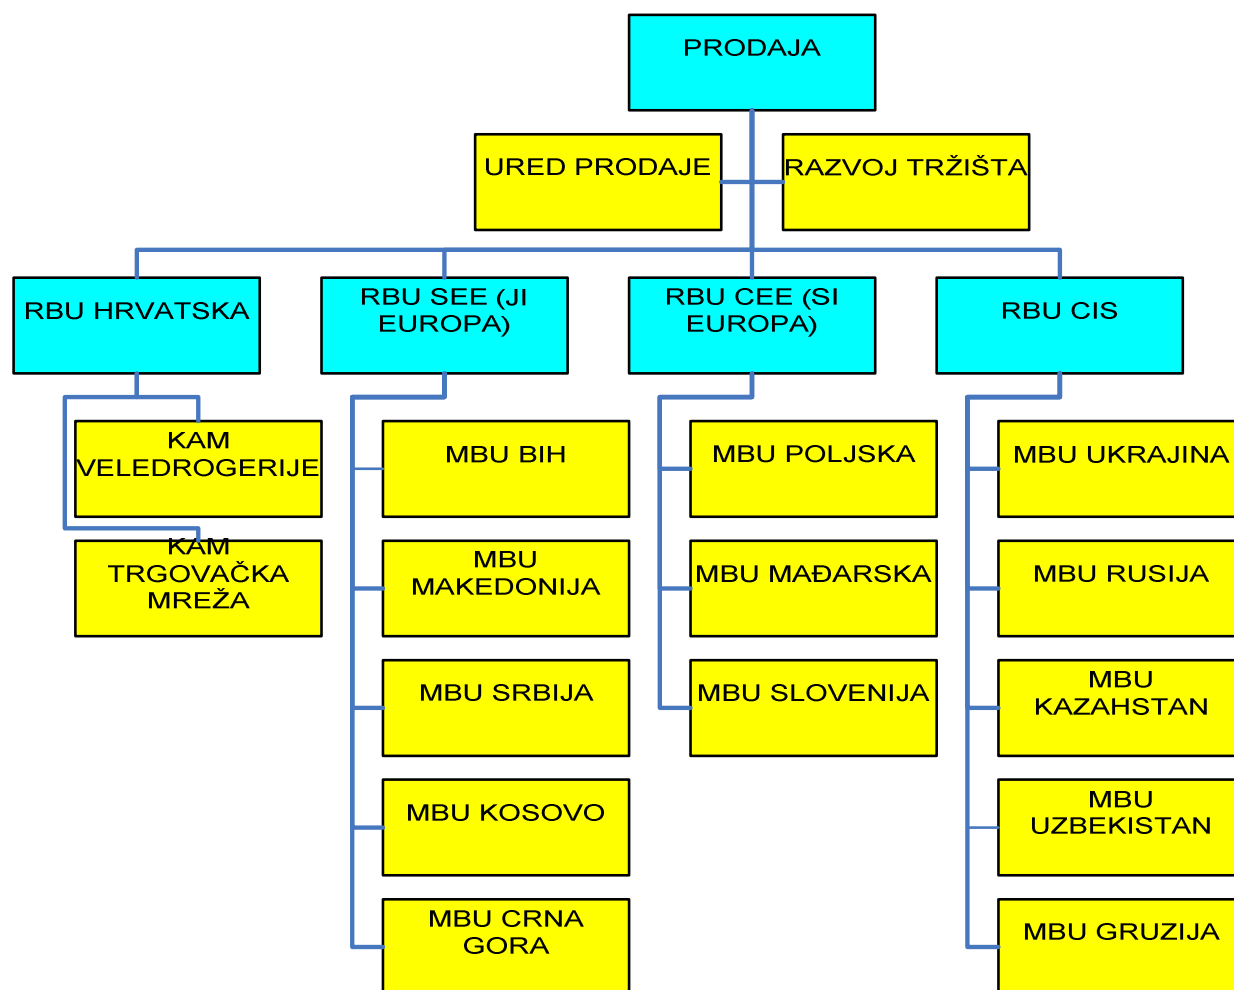 PRODAJA
URED PRODAJE
RAZVOJ TRŽIŠTA
RBU HRVATSKA
RBU SEE (JI
EUROPA)
RBU CEE (SI
EUROPA)
RBU CIS
KAM
VELEDROGERIJE
KAM
TRGOVAČKA
MREŽA
MBU BIH
MBU
MAKEDONIJA
MBU SRBIJA
MBU KOSOVO
MBU CRNA
GORA
MBU POLJSKA
MBU MAĐARSKA
MBU SLOVENIJA
MBU UKRAJINA
MBU RUSIJA
MBU
KAZAHSTAN
MBU
UZBEKISTAN
MBU GRUZIJA